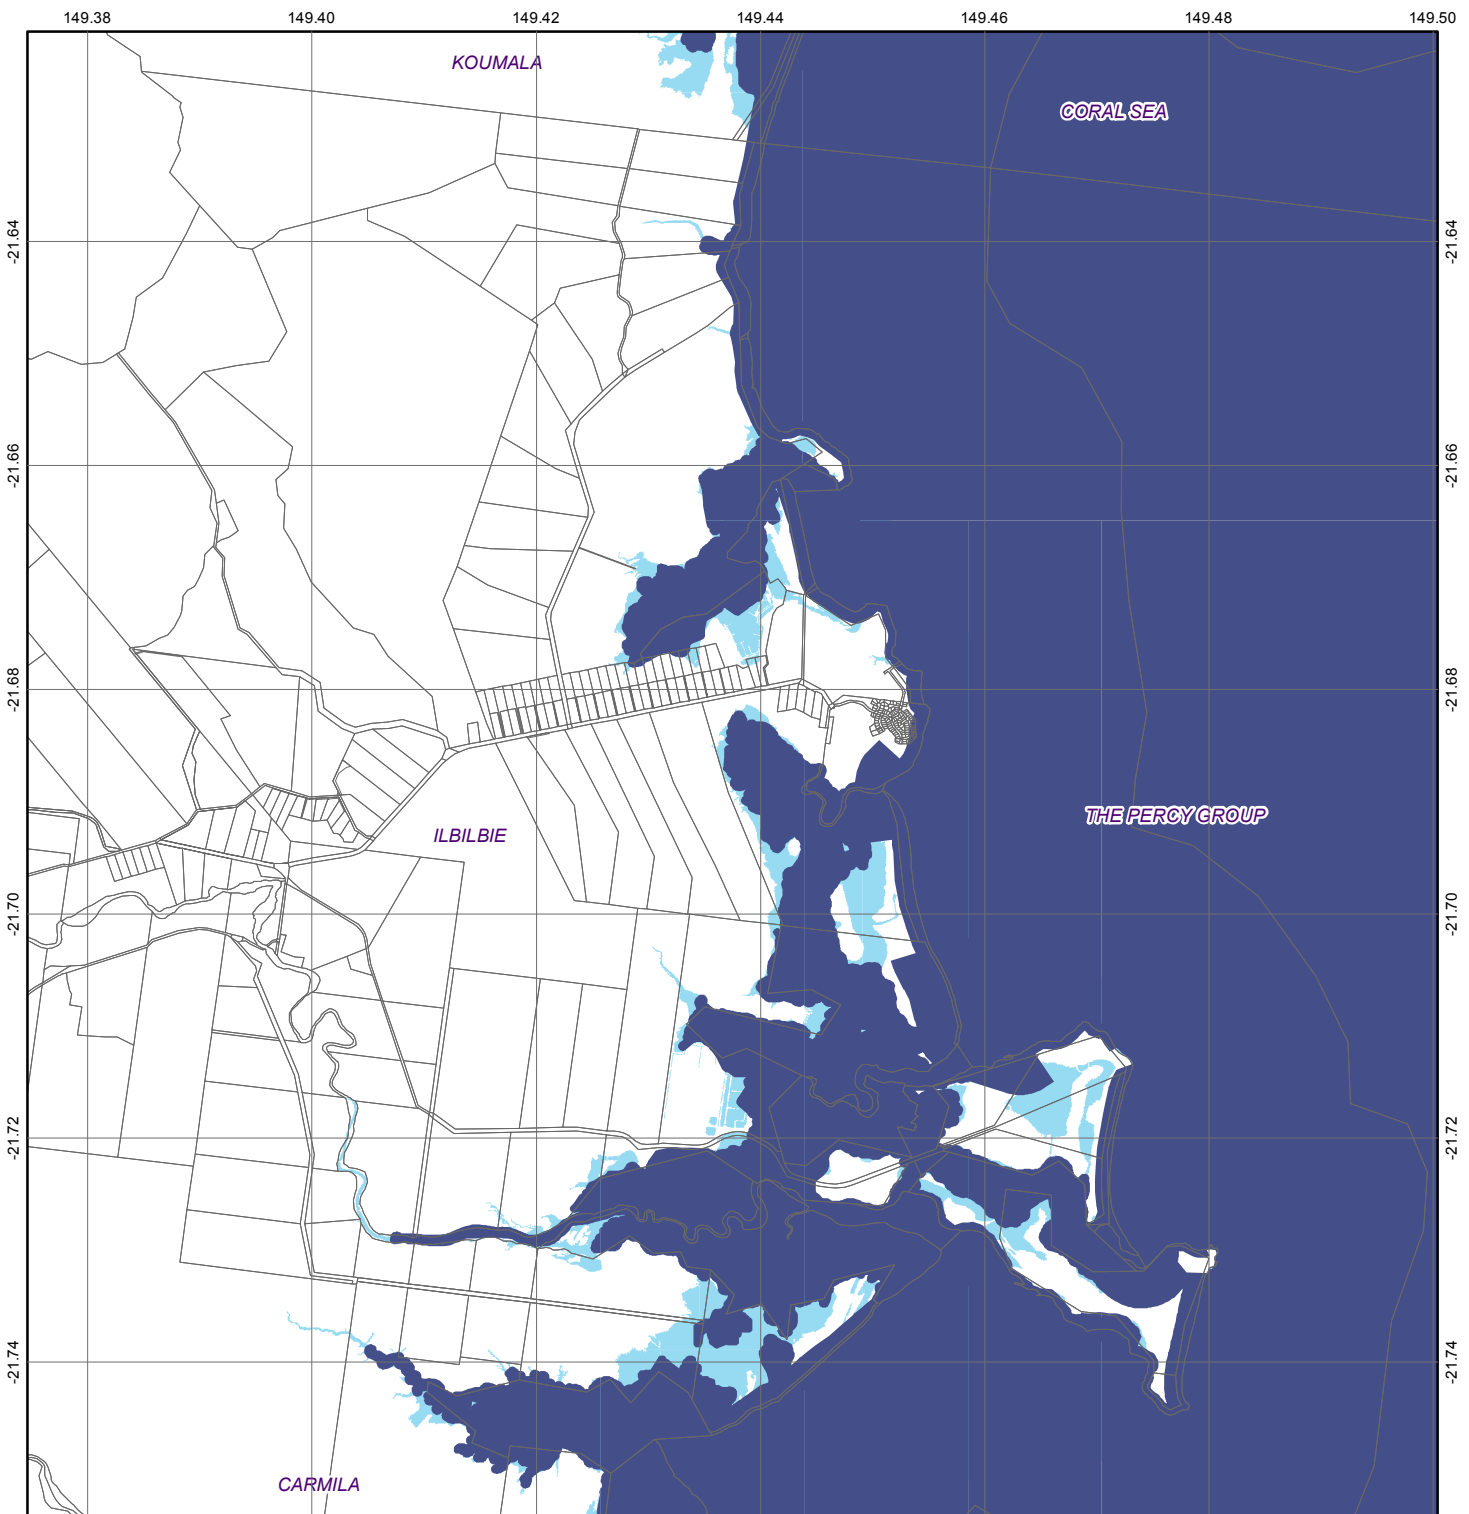 149.38 149.40 149.42 149.44 149.46 149.48 149.50
KOUMALA
CORAL SEA
-21.64 -21.64
-21.66 -21.66
-21.68 -21.68
THE PERCY GROUP
ILBILBIE
-21.70 -21.70
-21.72 -21.72
-21.74 -21.74
CARMILA